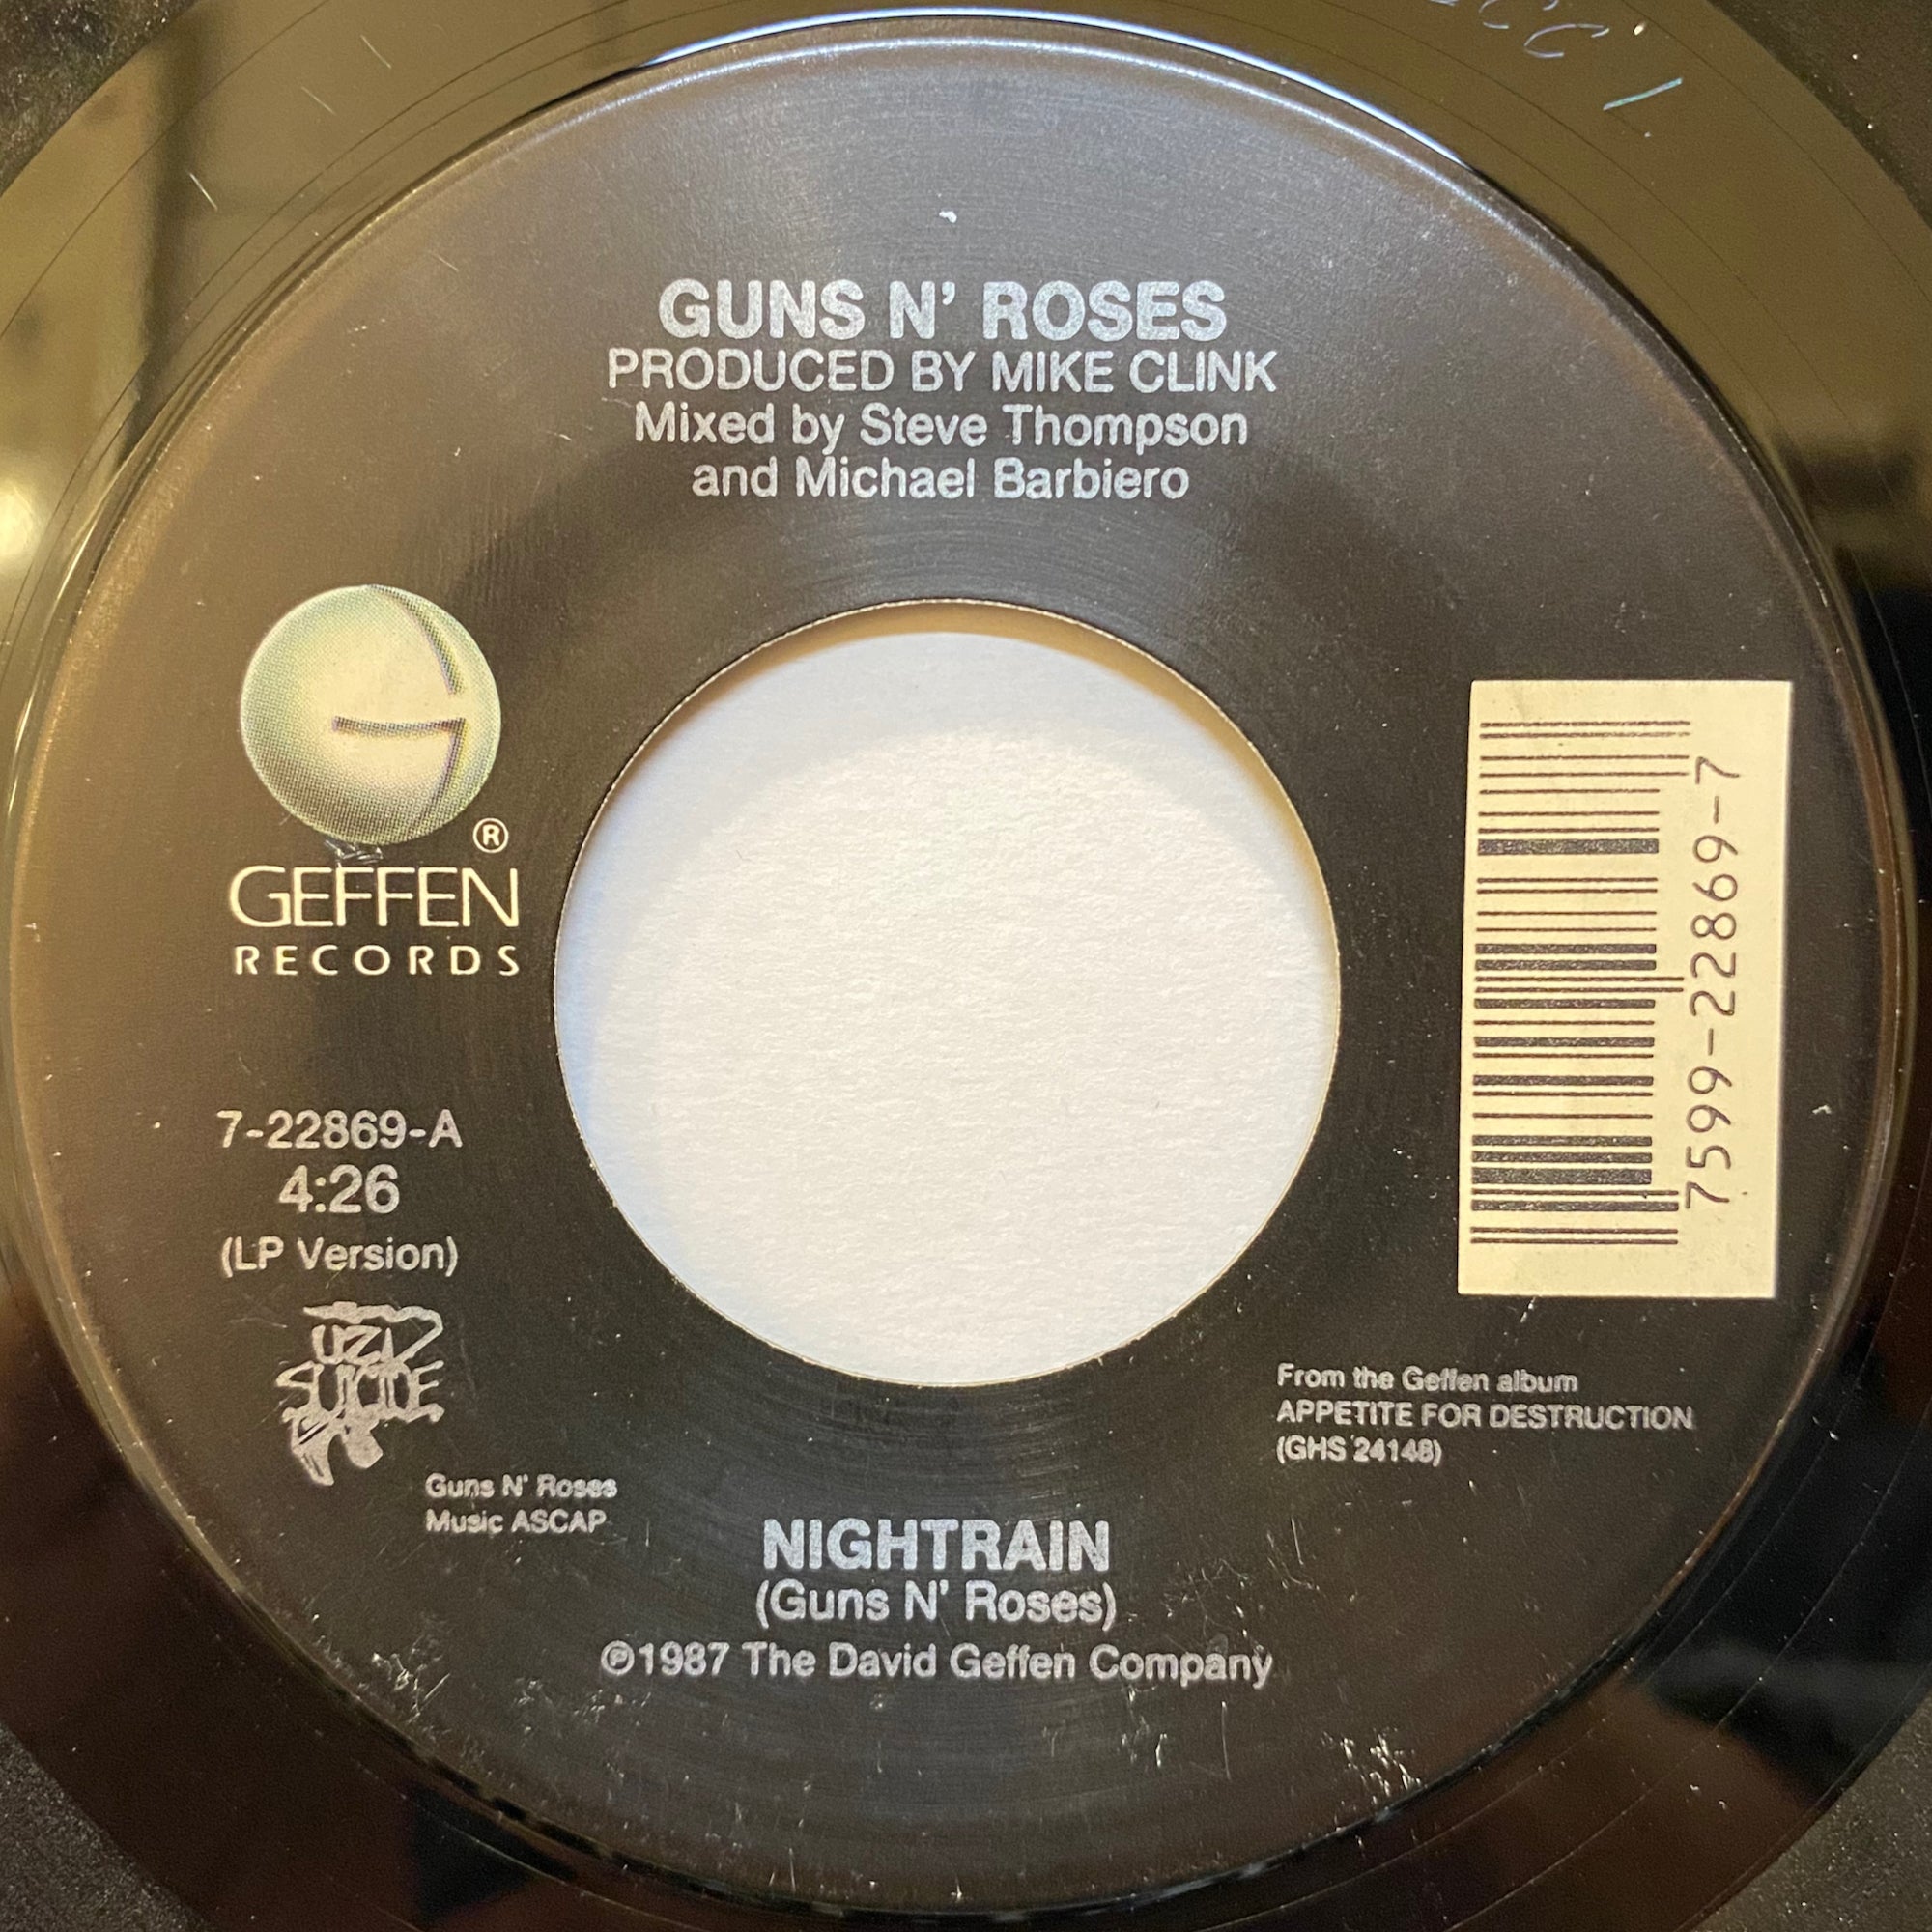 GUNS N' ROSES
PRODUCED BY MIKE CLINK
Mixed by Steve Thompson
and Michael Barbiero
®
GEFFEN
RECORDS
7599-22869-7
7-22869-A
4:26
(LP Version)
UZI
SUICIDE
From the Geffen album
APPETITE FOR DESTRUCTION
(GHS 24148)
Guns N' Roses
Music ASCAP
NIGHTRAIN
(Guns N' Roses)
℗1987 The David Geffen Company